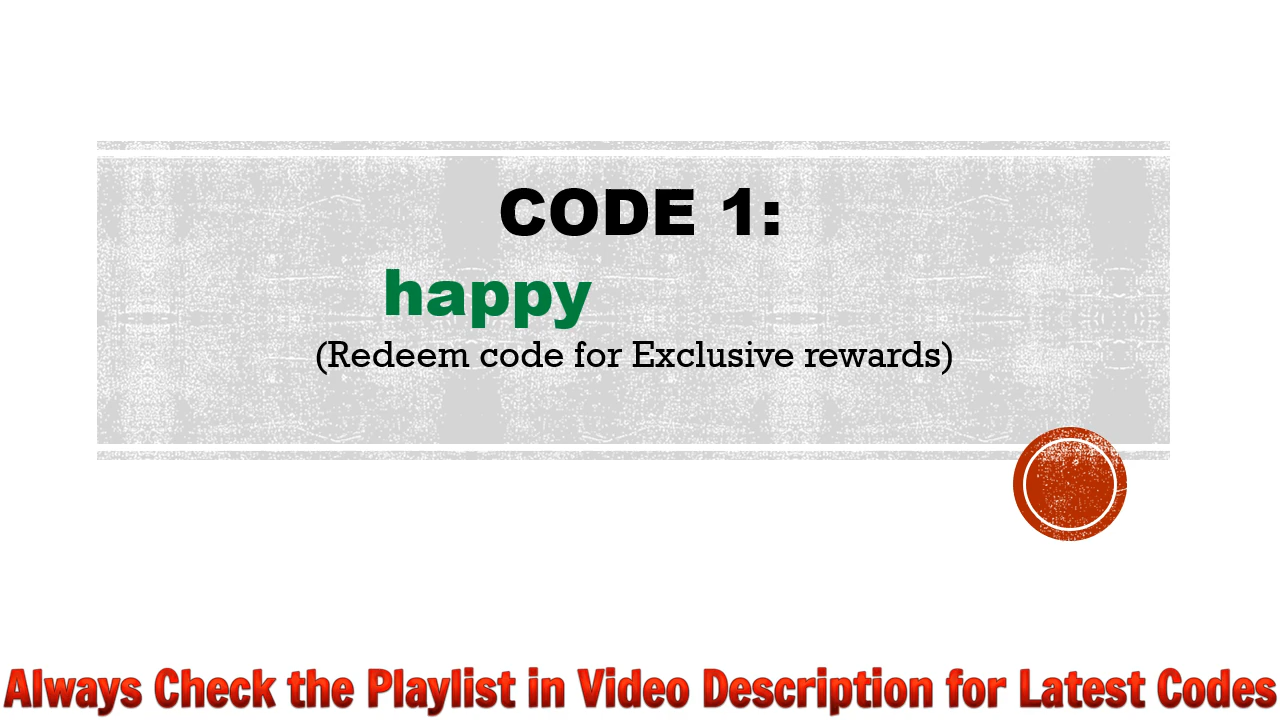 CODE 1:
happy
(Redeem code for Exclusive rewards)
Always Check the Playlist in Video Description for Latest Codes